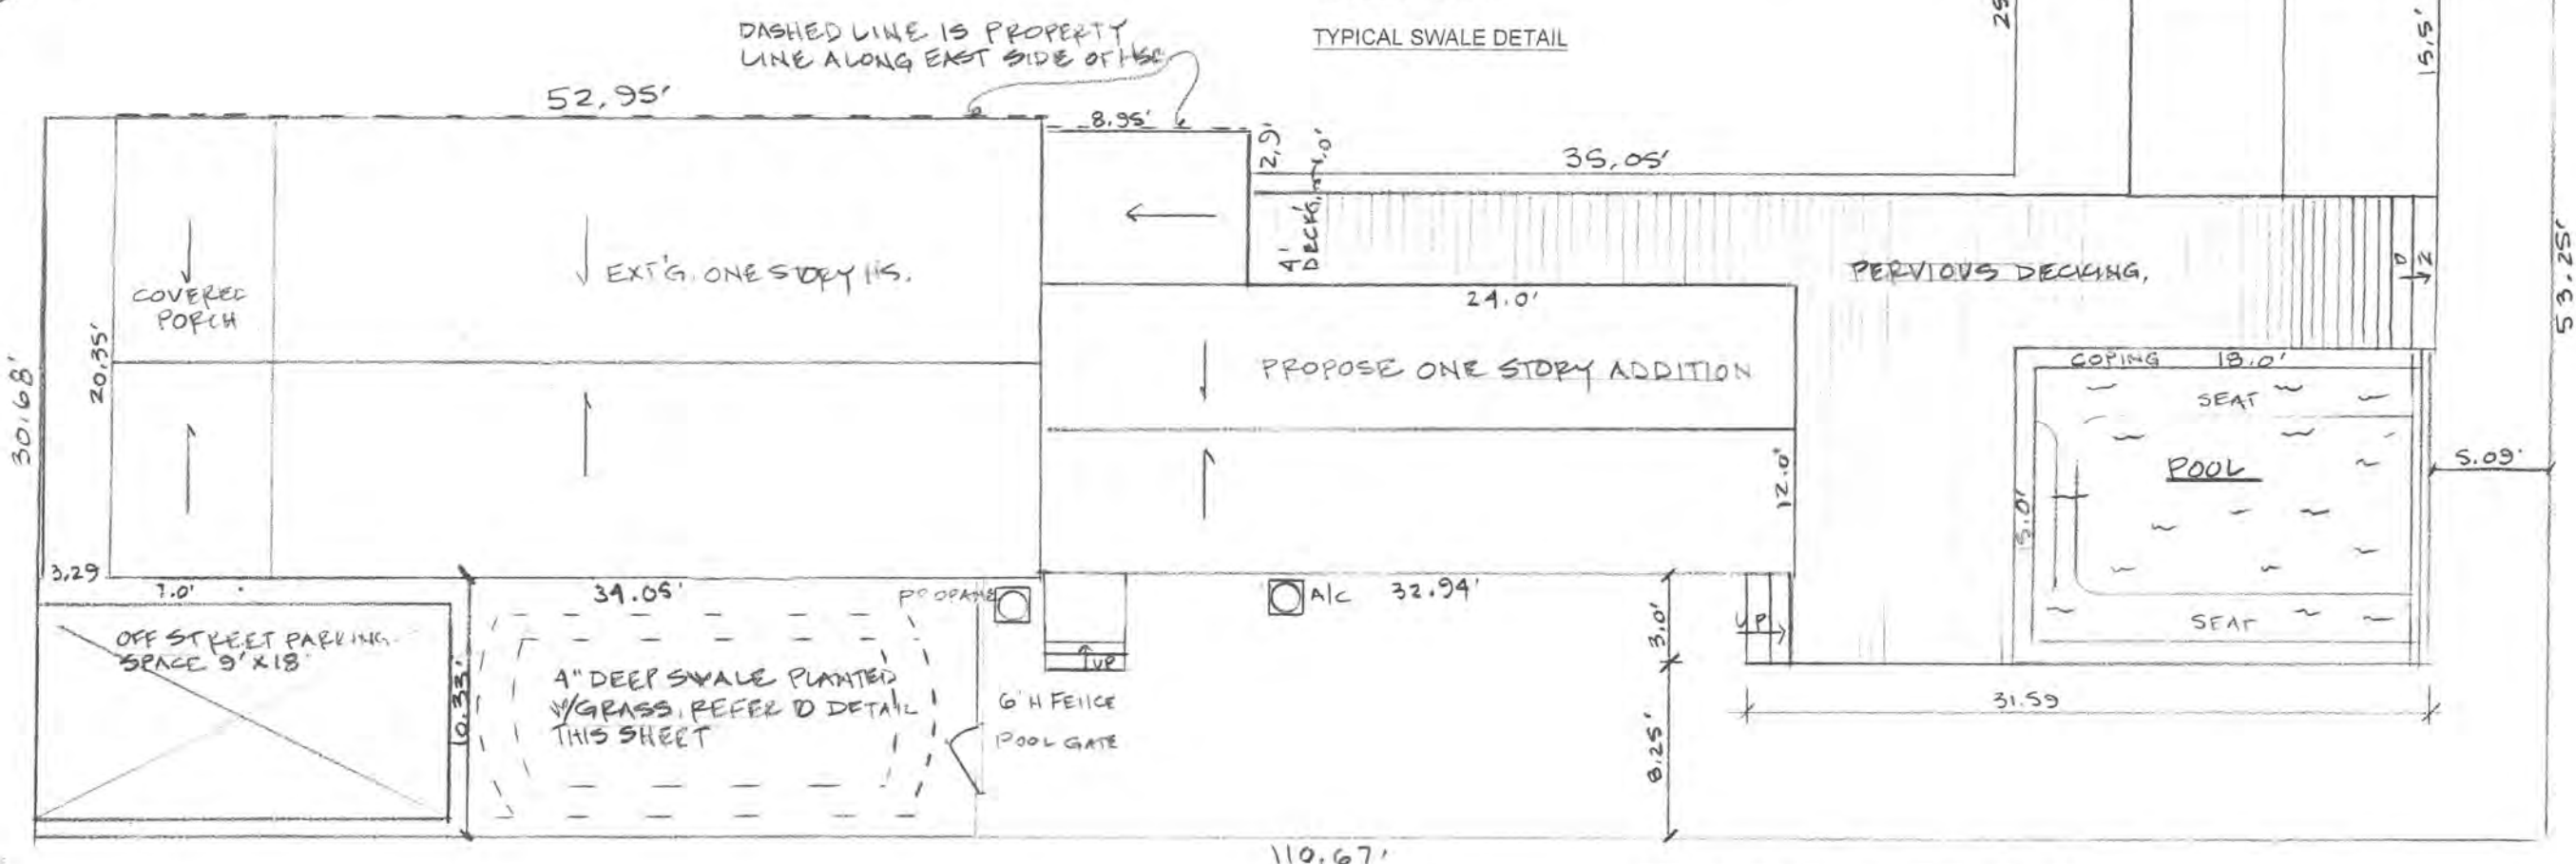 DASHED LINE IS PROPERTY
LINE ALONG EAST SIDE OF HSE
TYPICAL SWALE DETAIL
25
15.5'
52.95'
8.95'
2.9'
35.05'
4'
DECK'G,
1.0'
COVERED
PORCH
EXT'G. ONE STORY HS.
PERVIOUS DECKING,
D
2
53.25'
24.0'
20.35'
30.68'
PROPOSE ONE STORY ADDITION
12.0'
COPING 18.0'
SEAT
POOL
15.0'
SEAT
5.09'
3.29
7.0'
34.05'
PROPANE
A/C
32.94'
3.0'
UP
UP
OFF STREET PARKING
SPACE 9' X 18'
10.33'
4" DEEP SWALE PLANTED
W/GRASS, REFER TO DETAIL
THIS SHEET
6' H FENCE
POOL GATE
8.25'
31.59
110.67'